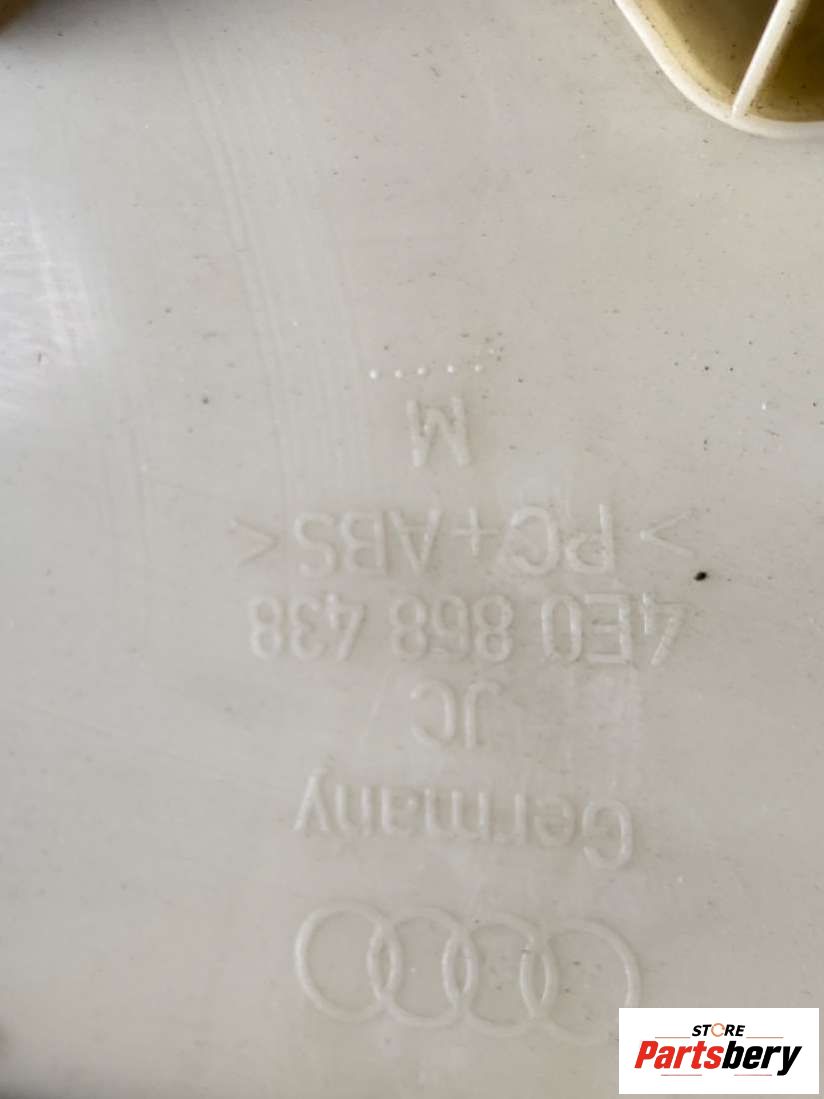 Germany
JC
4E0 868 438
>PC+ABS<
M
STORE
Partsbery